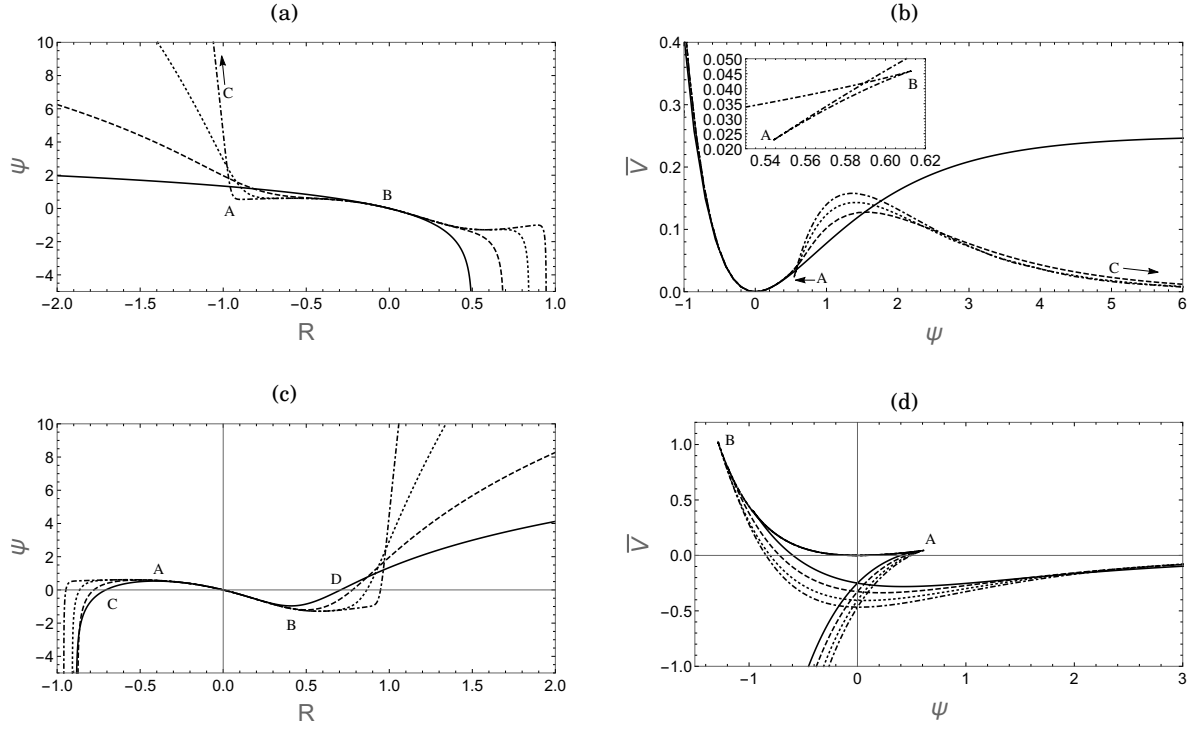 (a)
10
8
6
4
2
0
−2
−4
−2.0
−1.5
−1.0
−0.5
0.0
0.5
1.0
R
ψ
A
B
C
(b)
0.4
0.3
0.2
0.1
0.0
−1
0
1
2
3
4
5
6
ψ
V̅
A
C
0.050
0.045
0.040
0.035
0.030
0.025
0.020
0.54
0.56
0.58
0.60
0.62
A
B
(c)
10
8
6
4
2
0
−2
−4
−1.0
−0.5
0.0
0.5
1.0
1.5
2.0
R
ψ
A
C
B
D
(d)
1.0
0.5
0.0
−0.5
−1.0
−1
0
1
2
3
ψ
V̅
B
A